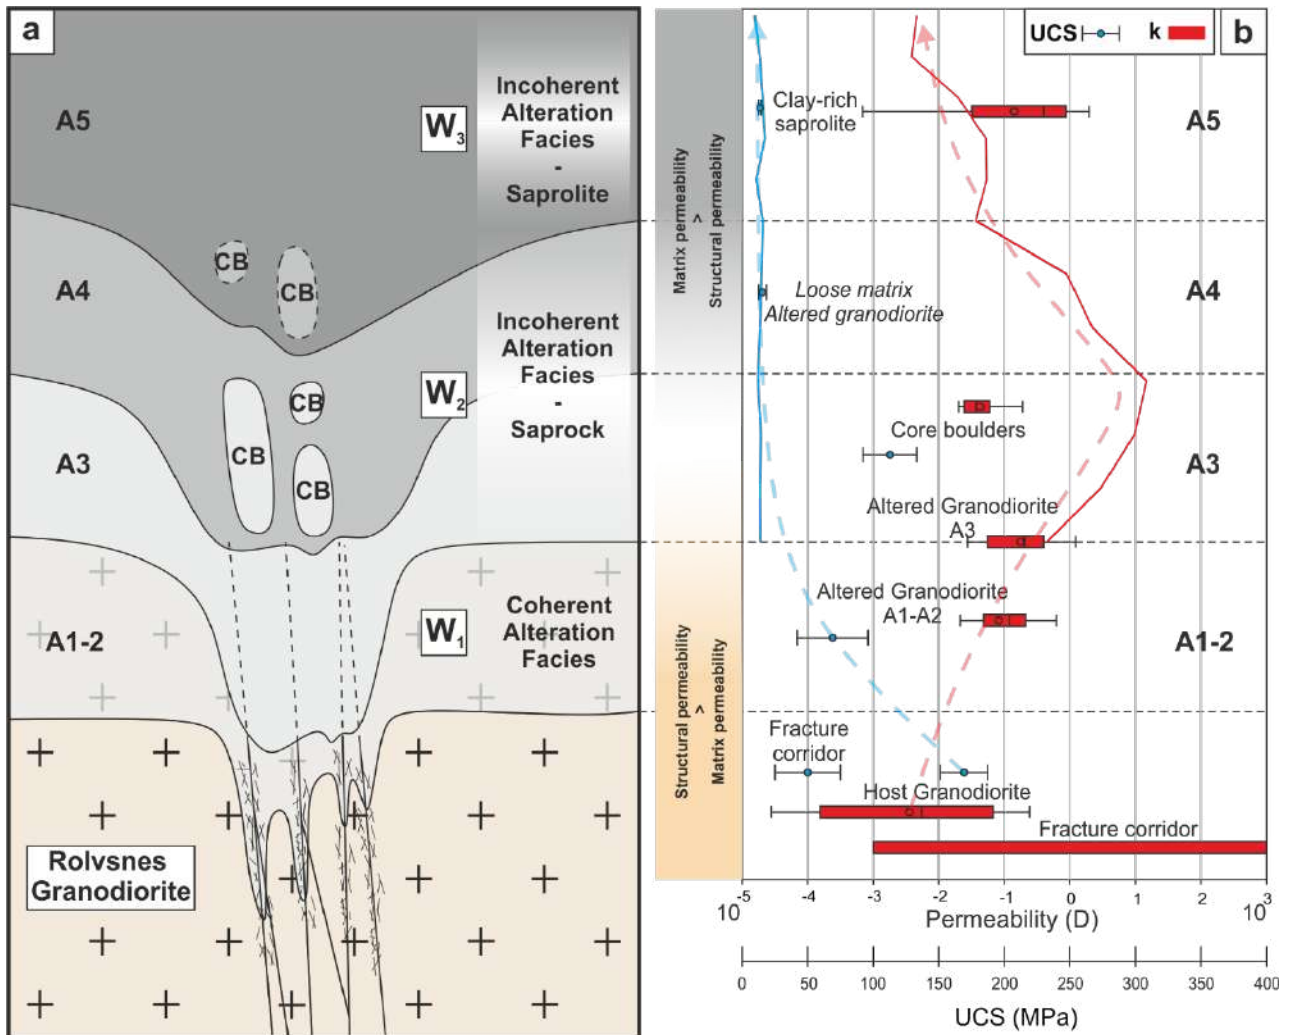 a
A5
W3
Incoherent
Alteration
Facies
-
Saprolite
CB
CB
A4
Incoherent
Alteration
Facies
-
Saprock
W2
CB
CB
CB
A3
A1-2
W1
Coherent
Alteration
Facies
Rolvsnes
Granodiorite
Matrix permeability
>
Structural permeability
Structural permeability
>
Matrix permeability
UCS
k
b
Clay-rich
saprolite
A5
Loose matrix
Altered granodiorite
A4
Core boulders
A3
Altered Granodiorite
A3
Altered Granodiorite
A1-A2
A1-2
Fracture
corridor
Host Granodiorite
Fracture corridor
10-5 -4 -3 -2 -1 0 1 2 103
Permeability (D)
0 50 100 150 200 250 300 350 400
UCS (MPa)